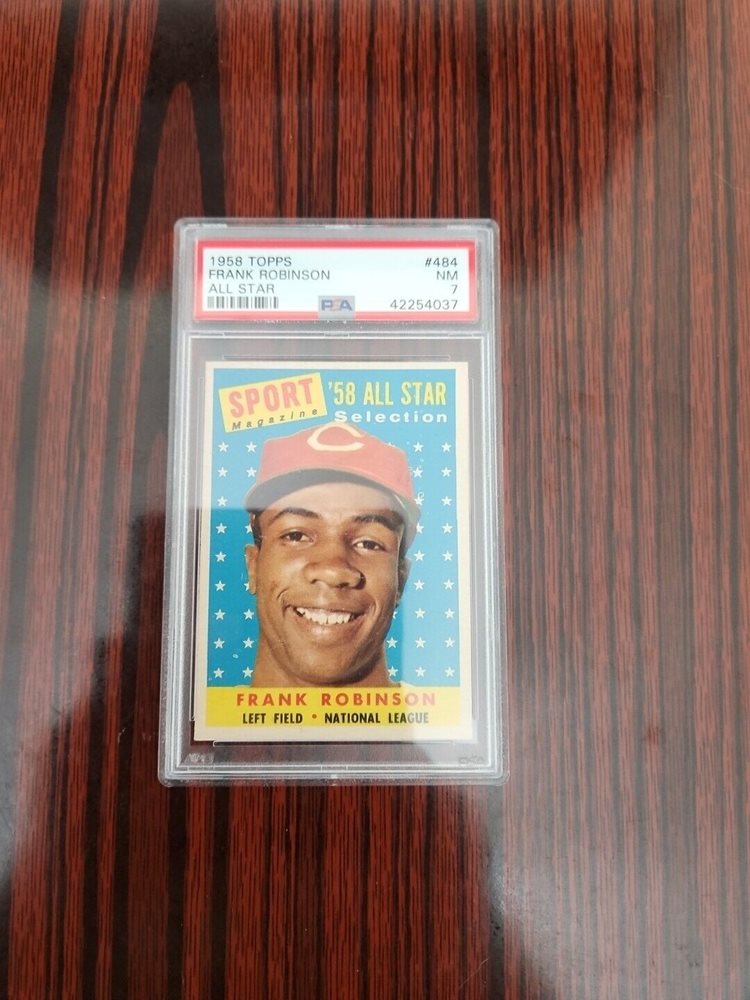 1958 TOPPS #484
FRANK ROBINSON NM
ALL STAR 7
PSA 42254037
SPORT
Magazine
'58 ALL STAR
Selection
C
FRANK ROBINSON
LEFT FIELD • NATIONAL LEAGUE